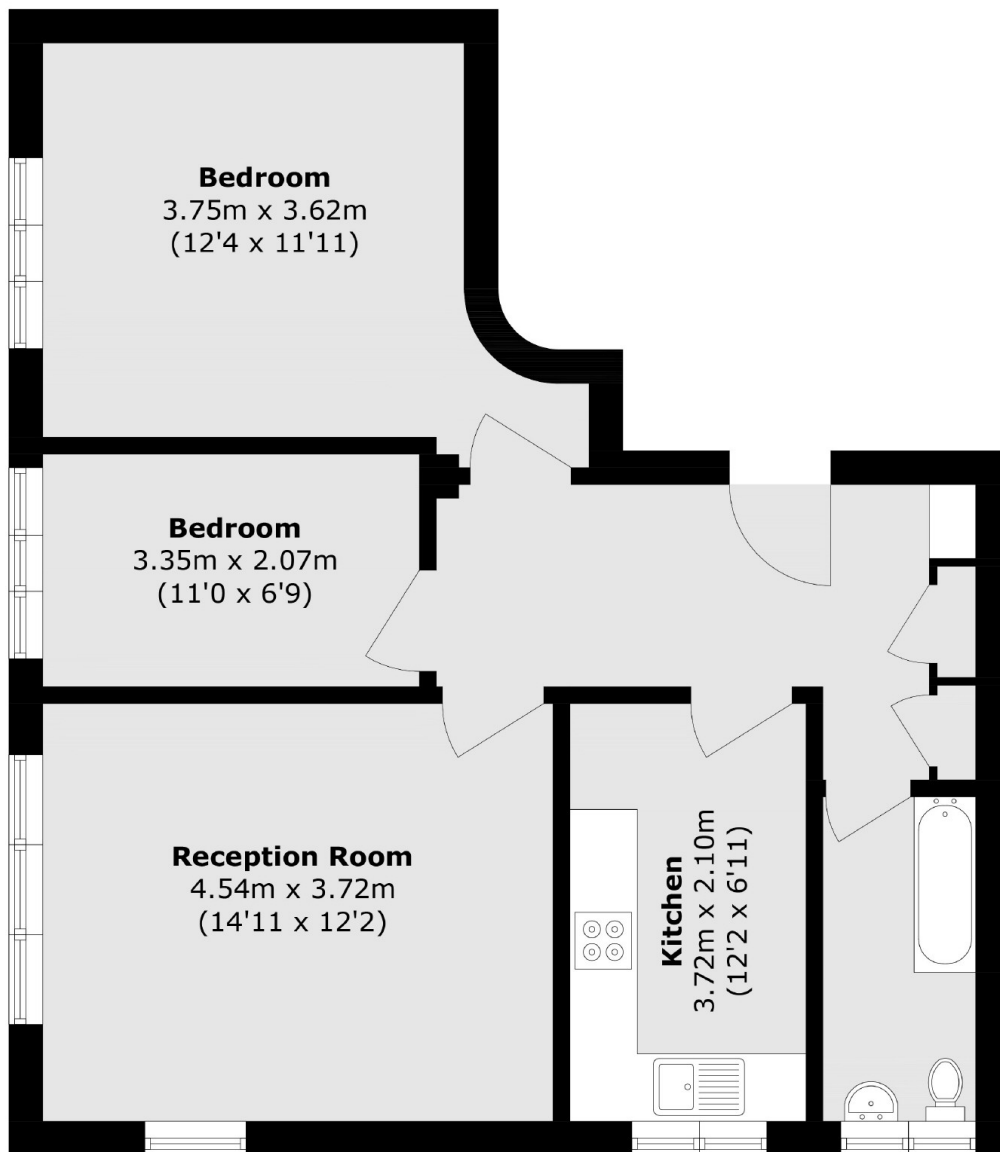 Bedroom
3.75m x 3.62m
(12'4 x 11'11)
Bedroom
3.35m x 2.07m
(11'0 x 6'9)
Reception Room
4.54m x 3.72m
(14'11 x 12'2)
Kitchen
3.72m x 2.10m
(12'2 x 6'11)